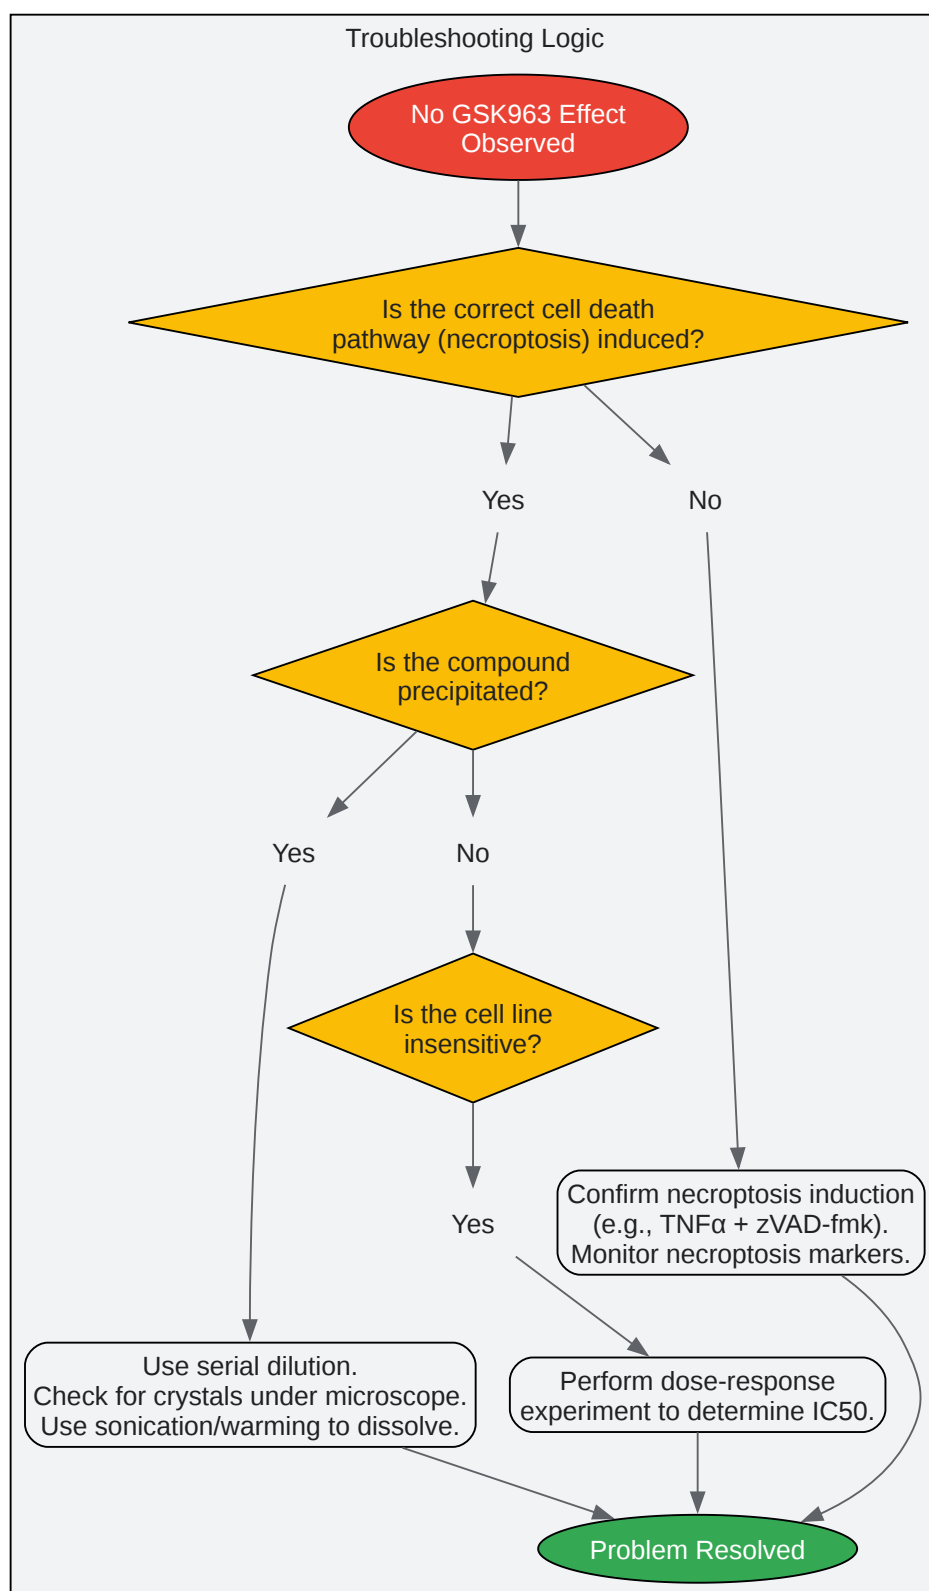 Troubleshooting Logic
No GSK963 Effect
Observed
Is the correct cell death
pathway (necroptosis) induced?
Yes
No
Is the compound
precipitated?
Yes
No
Is the cell line
insensitive?
Yes
Confirm necroptosis induction
(e.g., TNFα + zVAD-fmk).
Monitor necroptosis markers.
Use serial dilution.
Check for crystals under microscope.
Use sonication/warming to dissolve.
Perform dose-response
experiment to determine IC50.
Problem Resolved